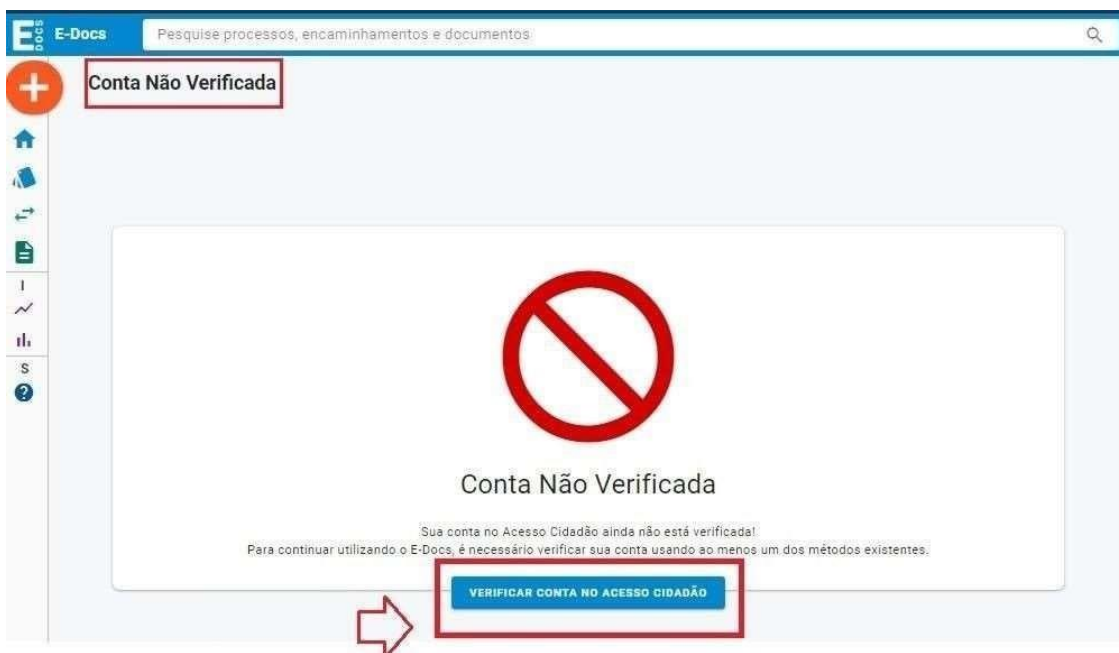 E DOCS
E-Docs
Pesquise processos, encaminhamentos e documentos
Conta Não Verificada
I
S
Conta Não Verificada
Sua conta no Acesso Cidadão ainda não está verificada!
Para continuar utilizando o E-Docs, é necessário verificar sua conta usando ao menos um dos métodos existentes.
VERIFICAR CONTA NO ACESSO CIDADÃO